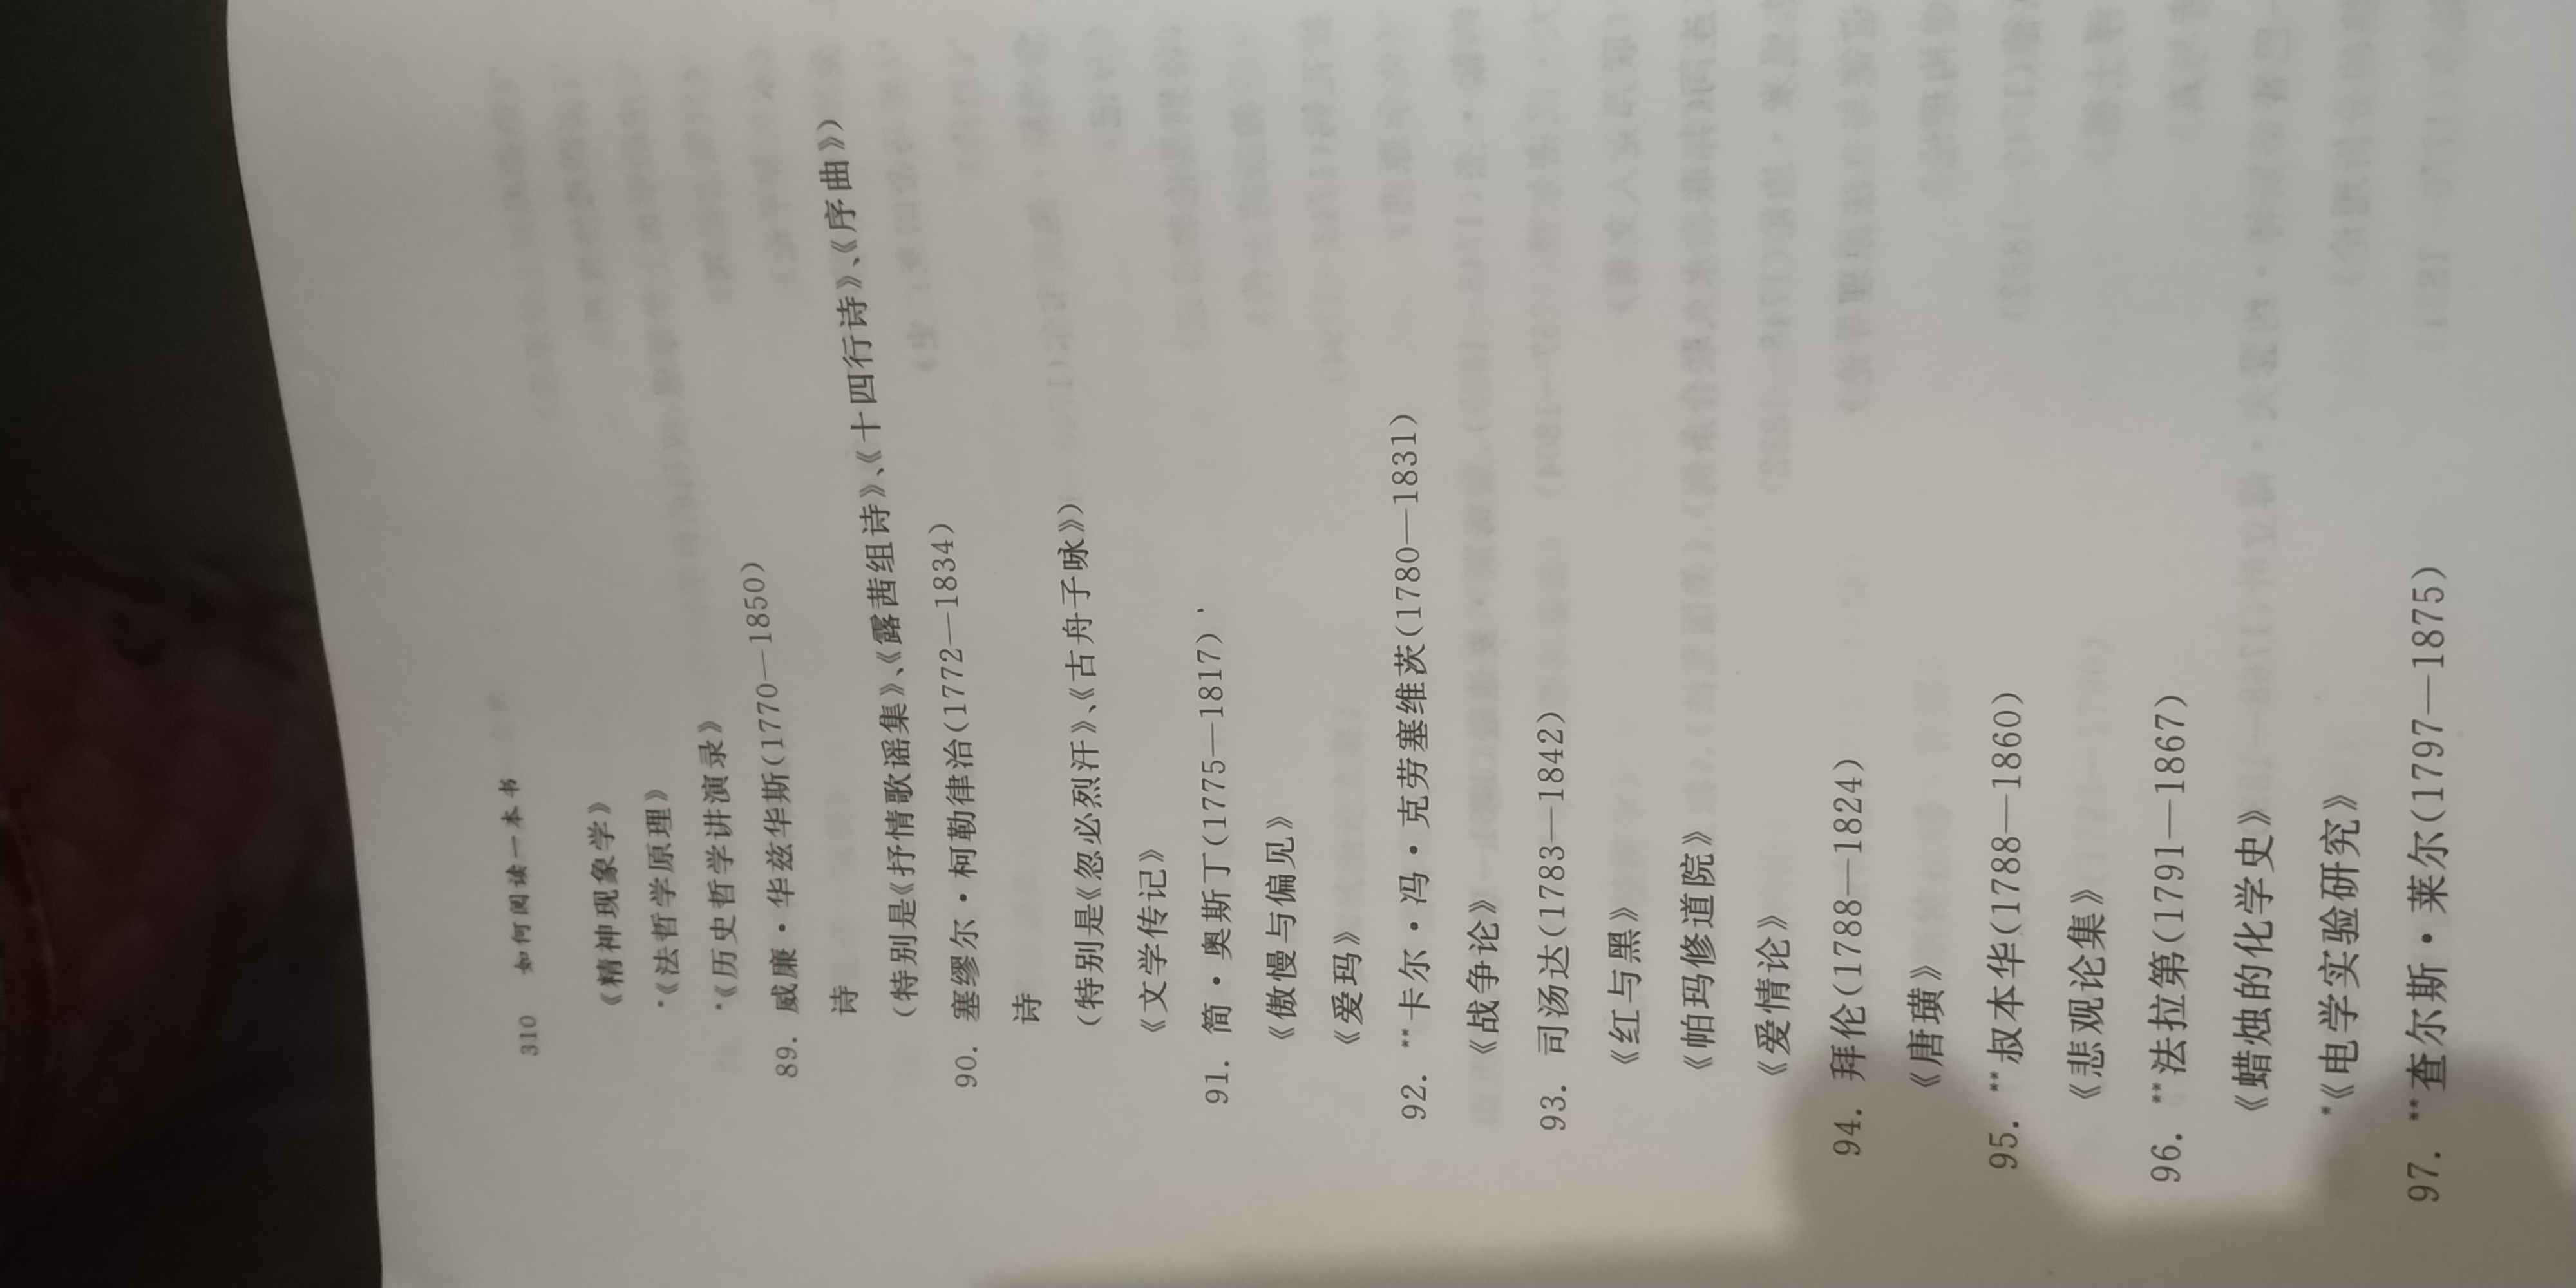 310 如何阅读一本书
《精神现象学》
*《法哲学原理》
*《历史哲学讲演录》
89. 威廉·华兹华斯(1770—1850)
诗
(特别是《抒情歌谣集》、《露茜组诗》、《十四行诗》、《序曲》)
90. 塞缪尔·柯勒律治(1772—1834)
诗
(特别是《忽必烈汗》、《古舟子咏》)
《文学传记》
91. 简·奥斯丁(1775—1817)
《傲慢与偏见》
《爱玛》
92. **卡尔·冯·克劳塞维茨(1780—1831)
《战争论》
93. 司汤达(1783—1842)
《红与黑》
《帕玛修道院》
《爱情论》
94. 拜伦(1788—1824)
《唐璜》
95. **叔本华(1788—1860)
《悲观论集》
96. **法拉第(1791—1867)
《蜡烛的化学史》
*《电学实验研究》
97. **查尔斯·莱尔(1797—1875)